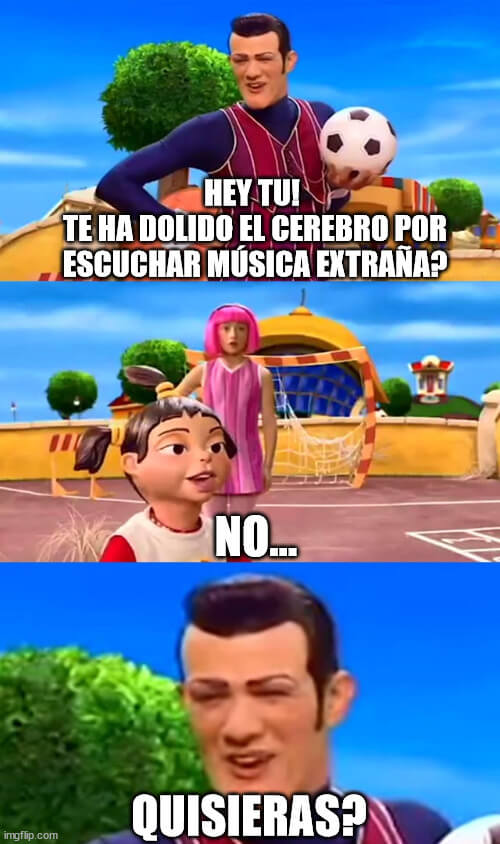 HEY TU!
TE HA DOLIDO EL CEREBRO POR
ESCUCHAR MÚSICA EXTRAÑA?
NO...
QUISIERAS?
imgflip.com